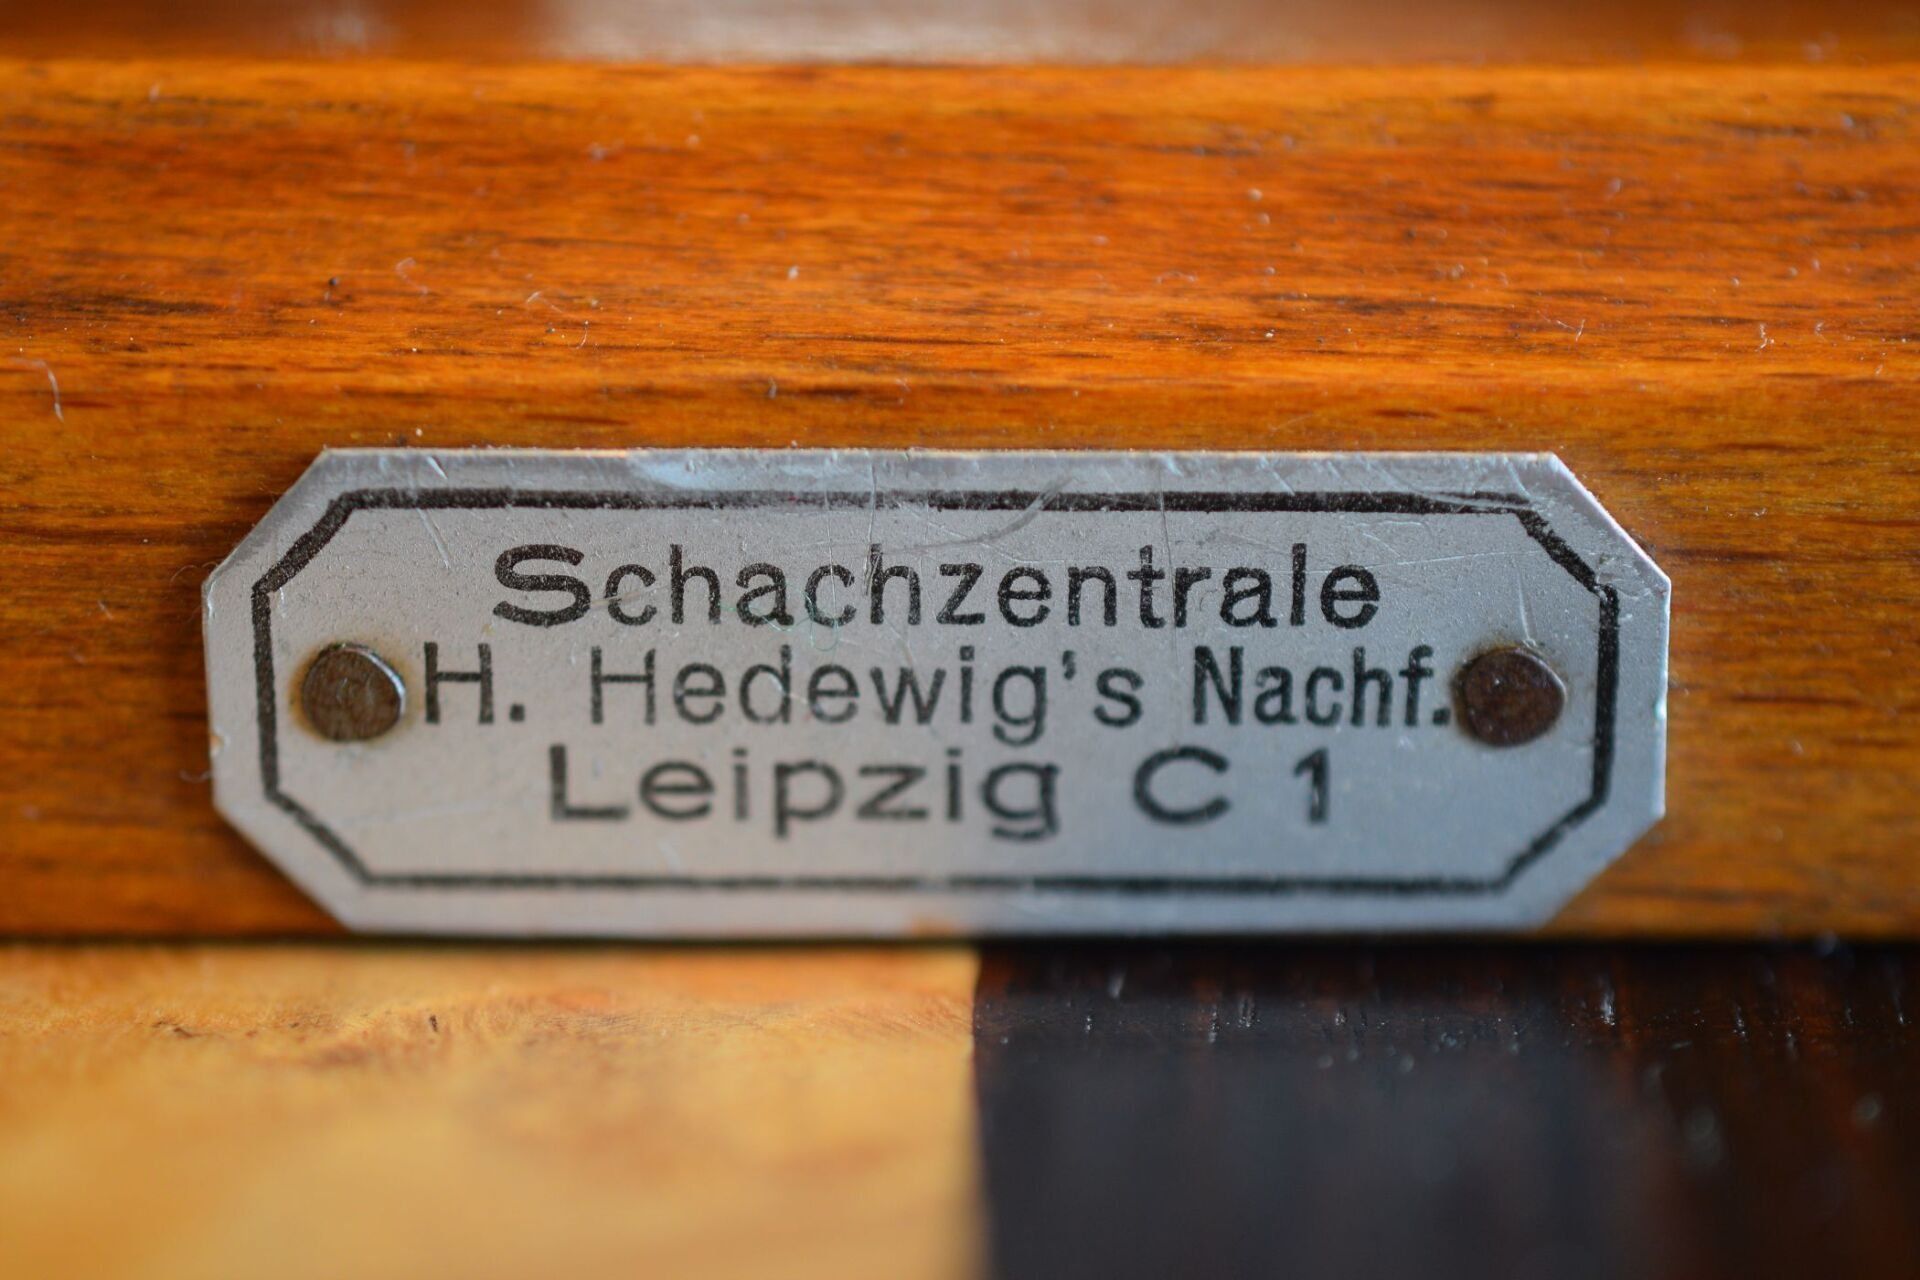 Schachzentrale
H. Hedewig's Nachf.
Leipzig C 1